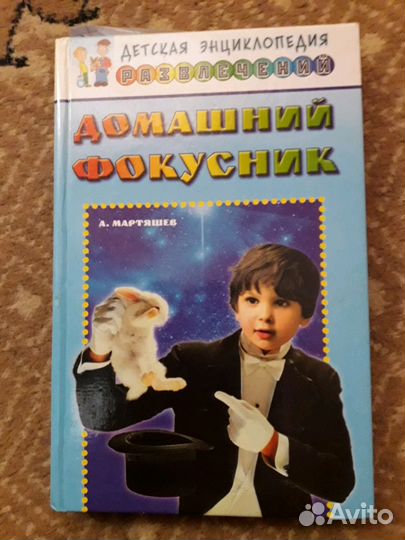 ДЕТСКАЯ ЭНЦИКЛОПЕДИЯ
РАЗВЛЕЧЕНИЙ
ДОМАШНИЙ
ФОКУСНИК
А. МАРТЯШЕВ
Avito